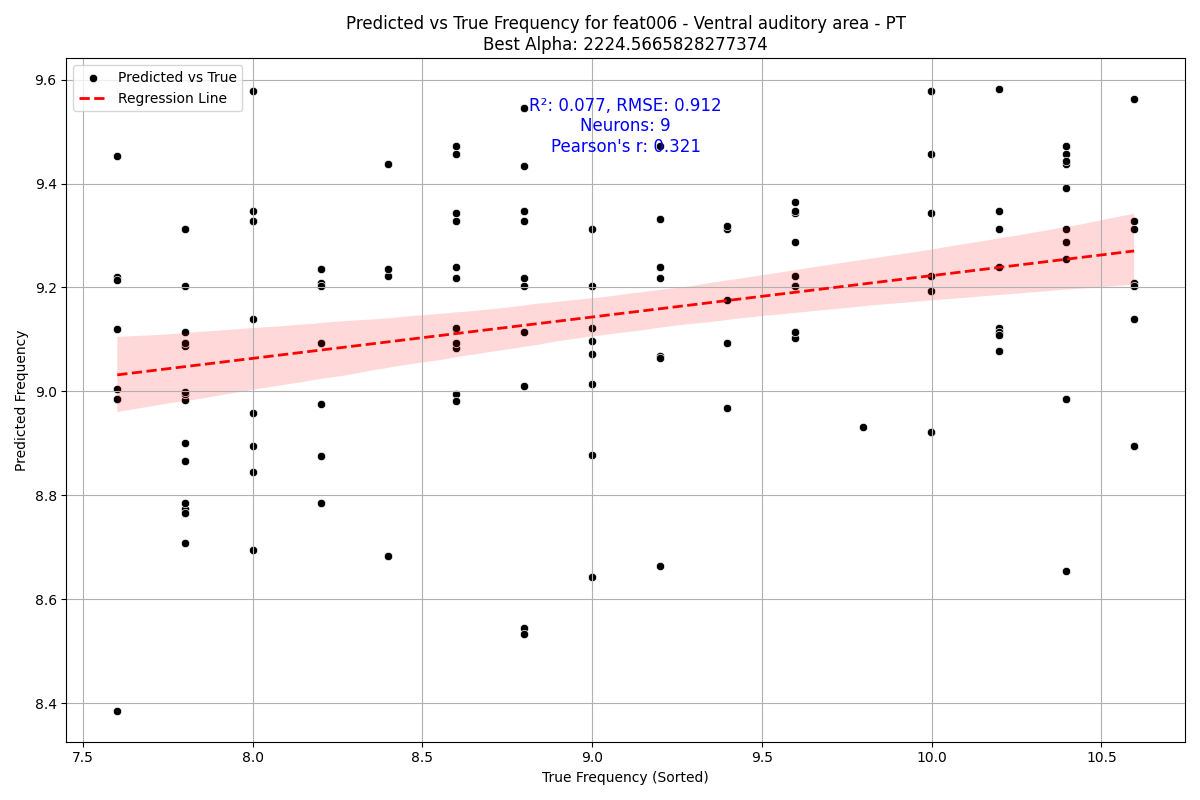 Predicted vs True Frequency for feat006 - Ventral auditory area - PT
Best Alpha: 2224.5665828277374
Predicted vs True
Regression Line
R²: 0.077, RMSE: 0.912
Neurons: 9
Pearson's r: 0.321
Predicted Frequency
9.6
9.4
9.2
9.0
8.8
8.6
8.4
7.5 8.0 8.5 9.0 9.5 10.0 10.5
True Frequency (Sorted)